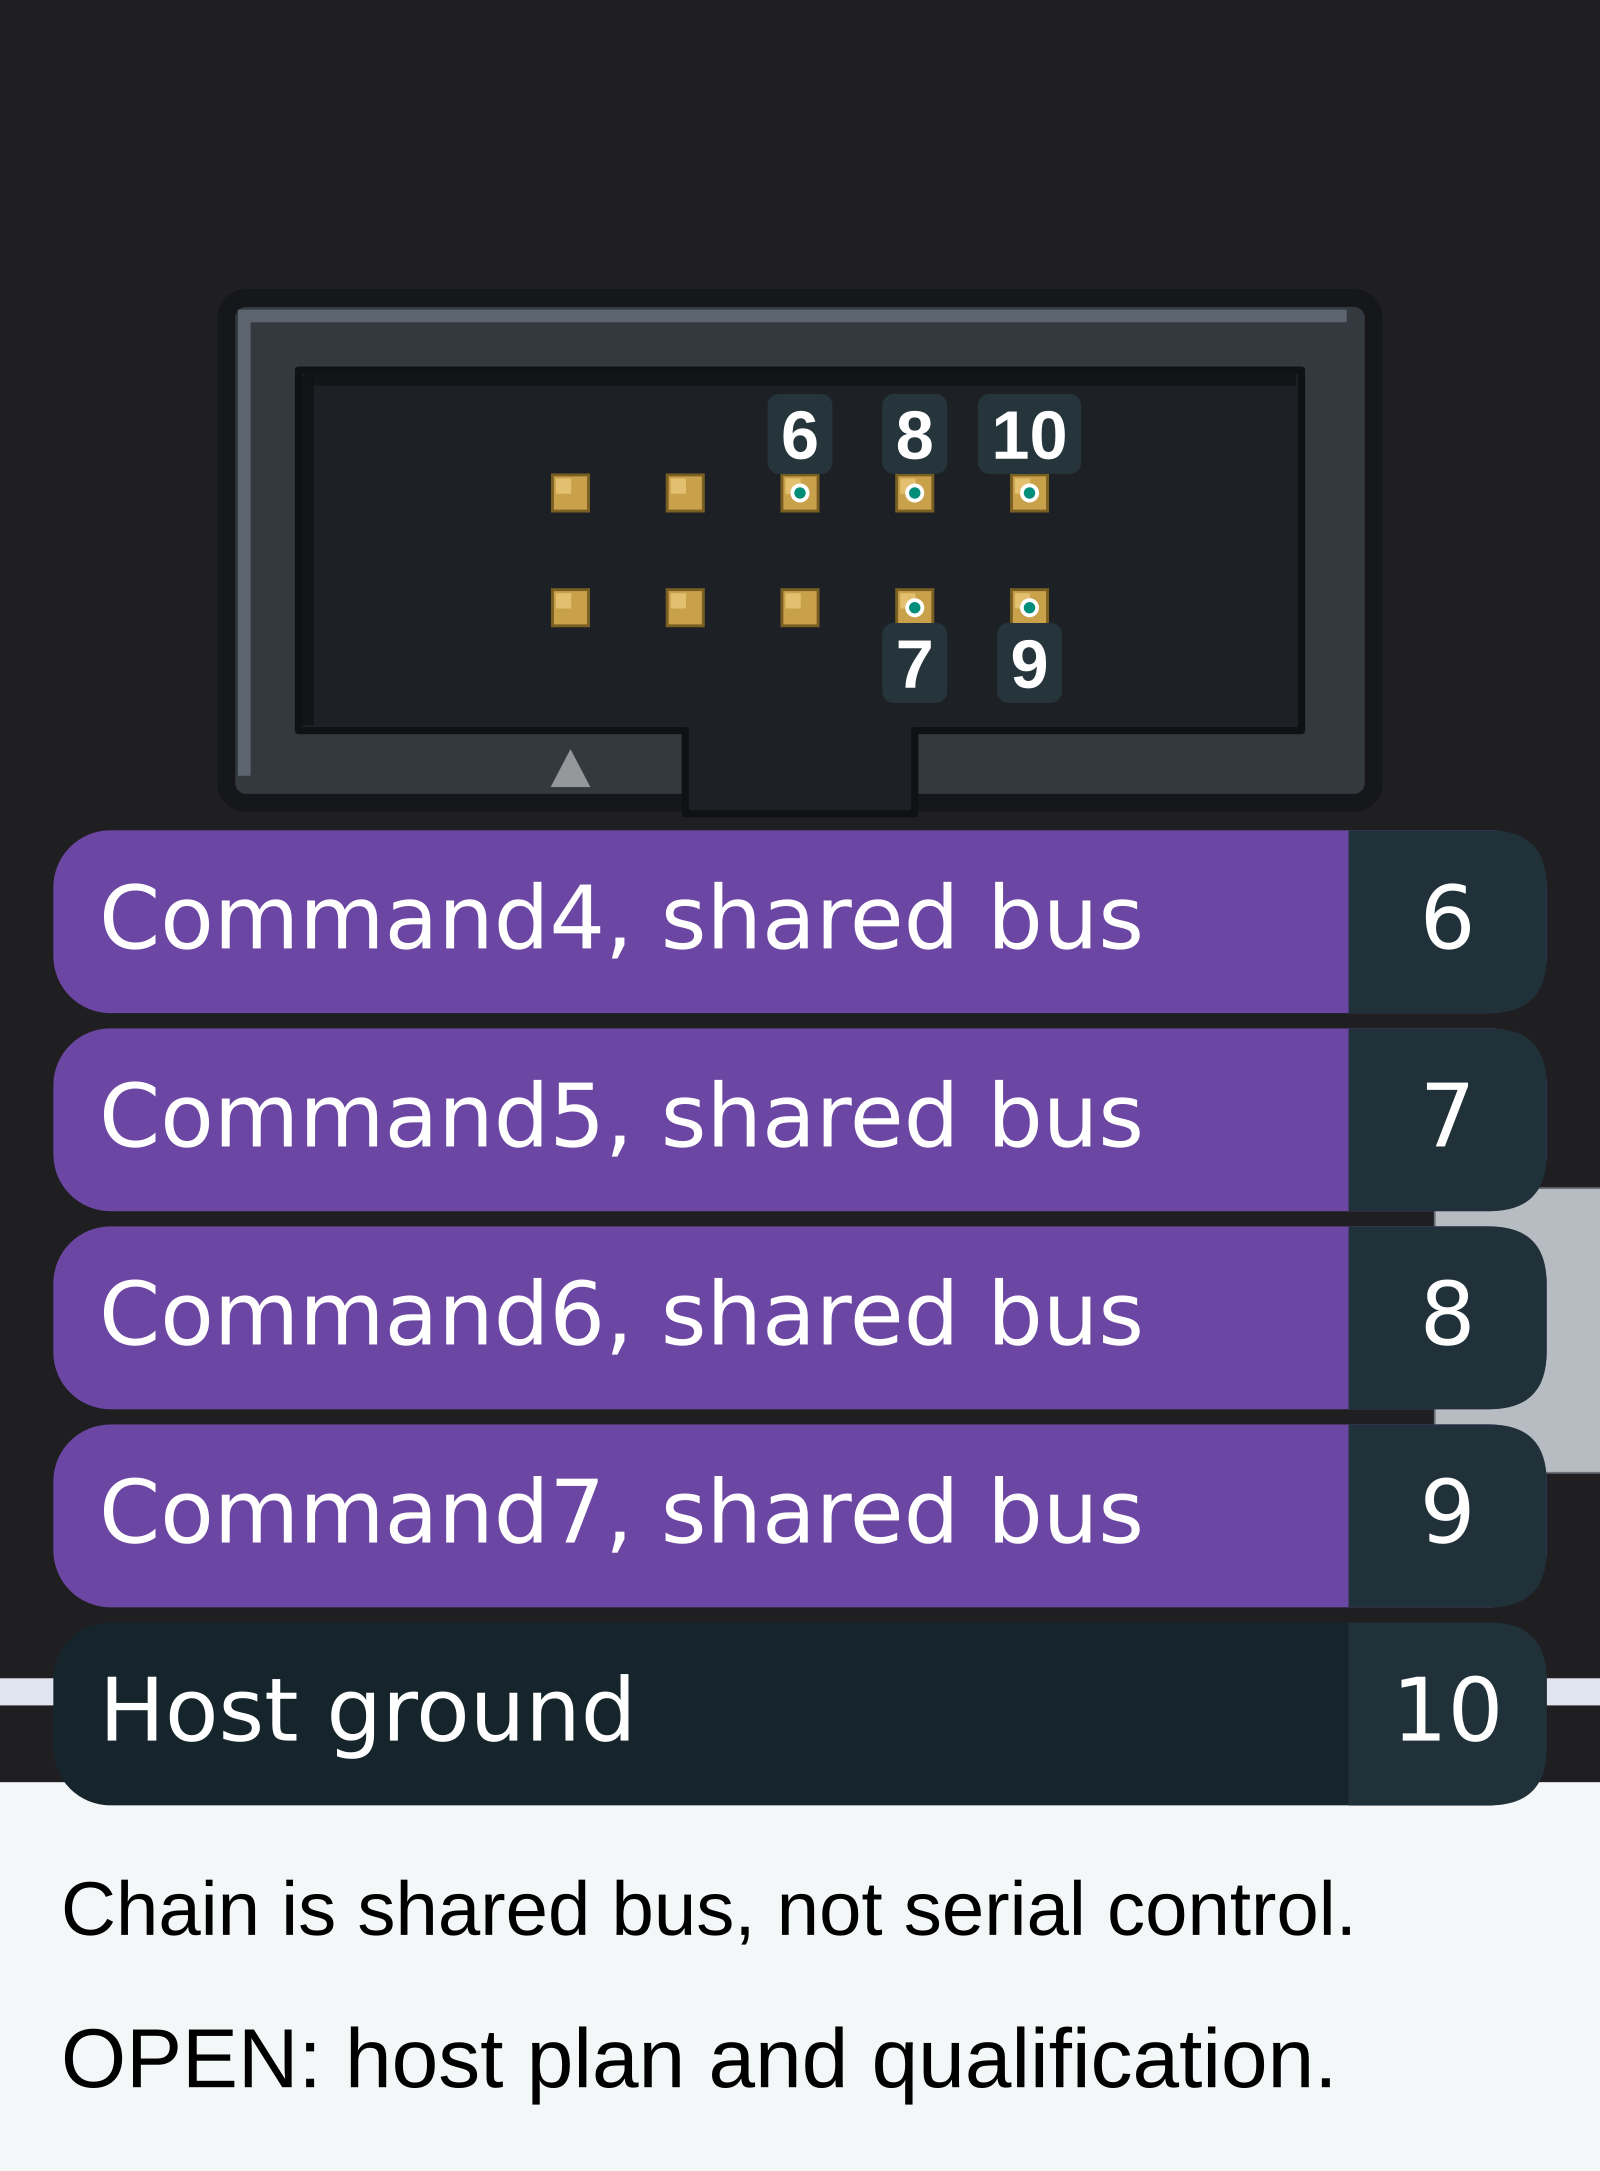 6 8 10
7 9
Command4, shared bus 6
Command5, shared bus 7
Command6, shared bus 8
Command7, shared bus 9
Host ground 10
Chain is shared bus, not serial control.
OPEN: host plan and qualification.